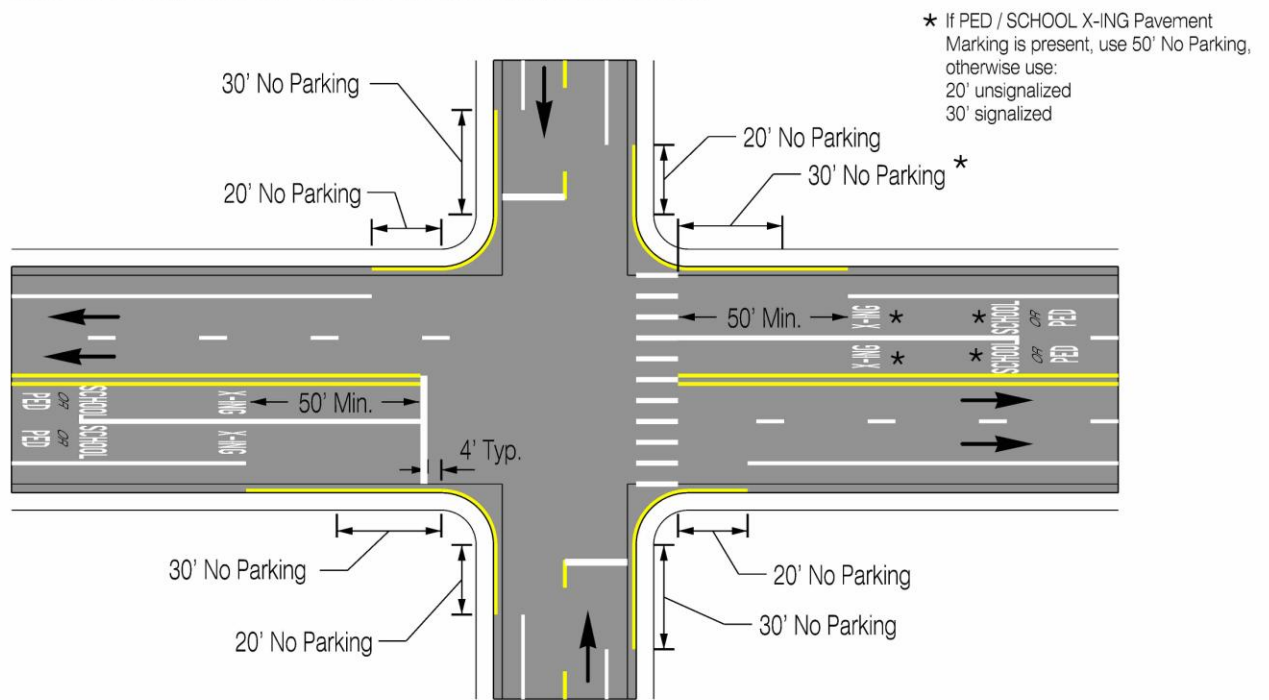 * If PED / SCHOOL X-ING Pavement
Marking is present, use 50' No Parking,
otherwise use:
20' unsignalized
30' signalized
30' No Parking
20' No Parking
20' No Parking
30' No Parking *
50' Min.
X-ING *
* SCHOOL OR PED
X-ING *
* SCHOOL OR PED
PED OR SCHOOL
X-ING
50' Min.
PED OR SCHOOL
X-ING
4' Typ.
30' No Parking
20' No Parking
20' No Parking
30' No Parking